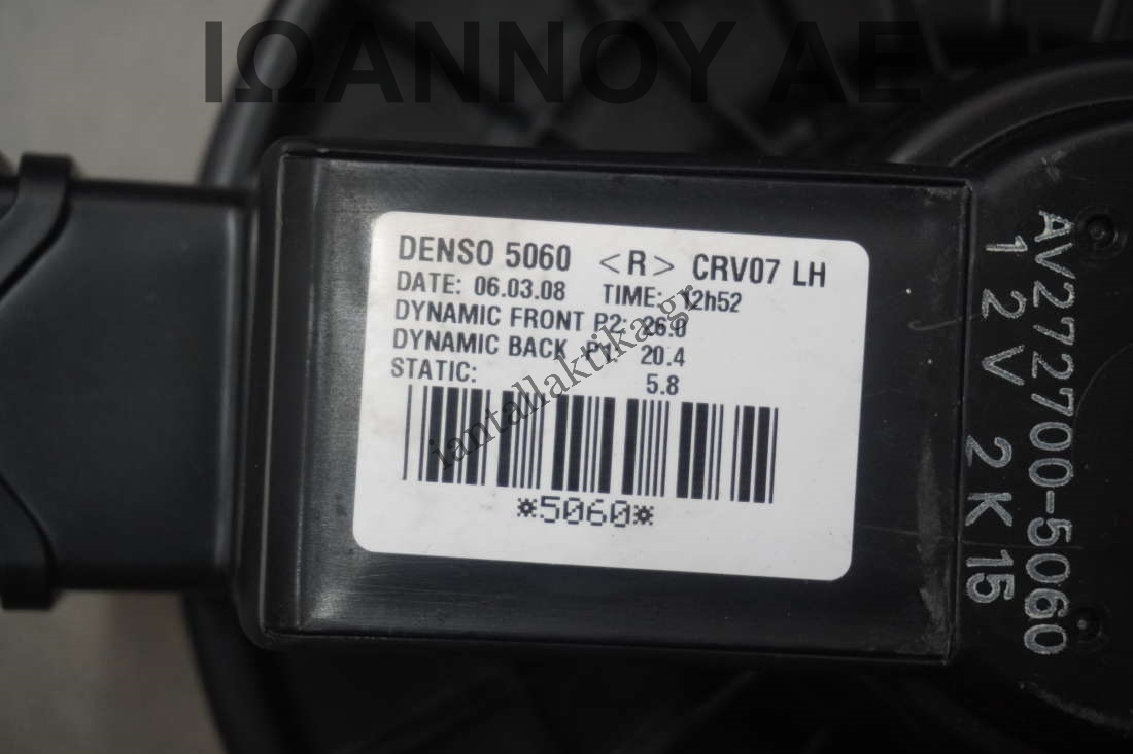 ΙΩΑΝΝΟΥ ΑΕ
DENSO 5060 <R> CRV07 LH
DATE: 06.03.08 TIME: 12h52
DYNAMIC FRONT P2: 26.0
DYNAMIC BACK P1: 20.4
STATIC: 5.8
*5060*
iantallaktika.gr
AV272700-5060
12V 2K15